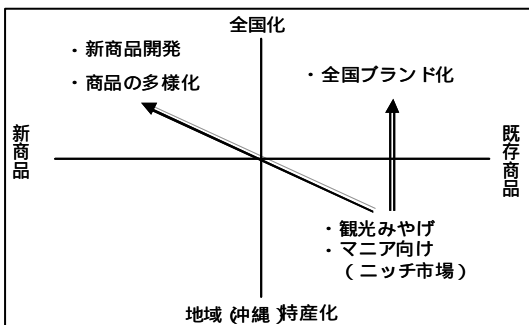 全国化
・新商品開発
・商品の多様化
・全国ブランド化
新商品
既存商品
・観光みやげ
・マニア向け
（ニッチ市場）
地域（沖縄）特産化